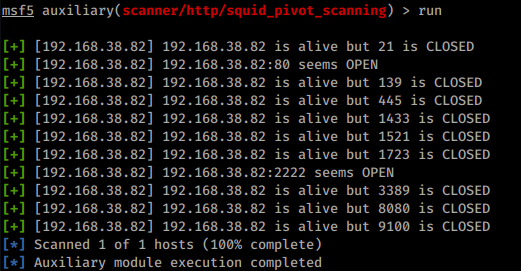 msf5 auxiliary(scanner/http/squid_pivot_scanning) > run
[+] [192.168.38.82] 192.168.38.82 is alive but 21 is CLOSED
[+] [192.168.38.82] 192.168.38.82:80 seems OPEN
[+] [192.168.38.82] 192.168.38.82 is alive but 139 is CLOSED
[+] [192.168.38.82] 192.168.38.82 is alive but 445 is CLOSED
[+] [192.168.38.82] 192.168.38.82 is alive but 1433 is CLOSED
[+] [192.168.38.82] 192.168.38.82 is alive but 1521 is CLOSED
[+] [192.168.38.82] 192.168.38.82 is alive but 1723 is CLOSED
[+] [192.168.38.82] 192.168.38.82:2222 seems OPEN
[+] [192.168.38.82] 192.168.38.82 is alive but 3389 is CLOSED
[+] [192.168.38.82] 192.168.38.82 is alive but 8080 is CLOSED
[+] [192.168.38.82] 192.168.38.82 is alive but 9100 is CLOSED
[*] Scanned 1 of 1 hosts (100% complete)
[*] Auxiliary module execution completed